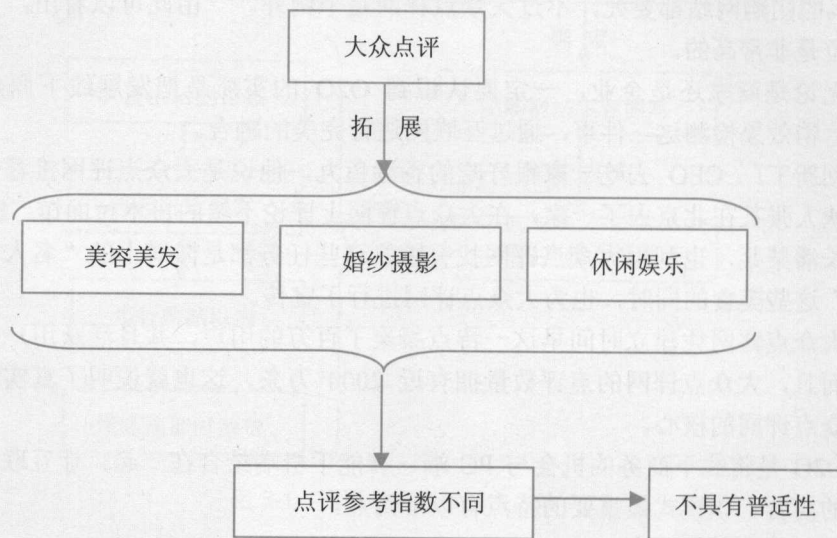 大众点评
拓 展
美容美发
婚纱摄影
休闲娱乐
点评参考指数不同
不具有普适性